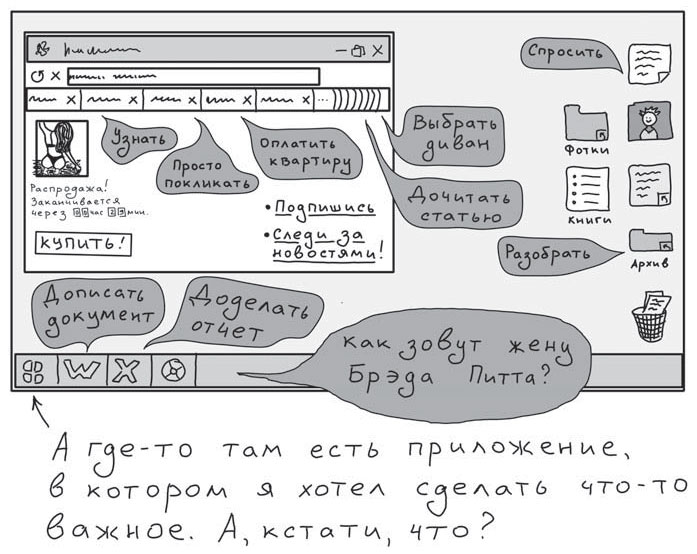 Спросить
Узнать
Просто
покликать
Оплатить
квартиру
Выбрать
диван
Дочитать
статью
Фотки
Книги
Разобрать
Архив
Распродажа!
Заканчивается
через 00 час 23 мин.
КУПИТЬ!
• Подпишись
• Следи за
новостями!
Дописать
документ
Доделать
отчет
Как зовут жену
Брэда Питта?
W X
А где-то там есть приложение,
в котором я хотел сделать что-то
важное. А, кстати, что?